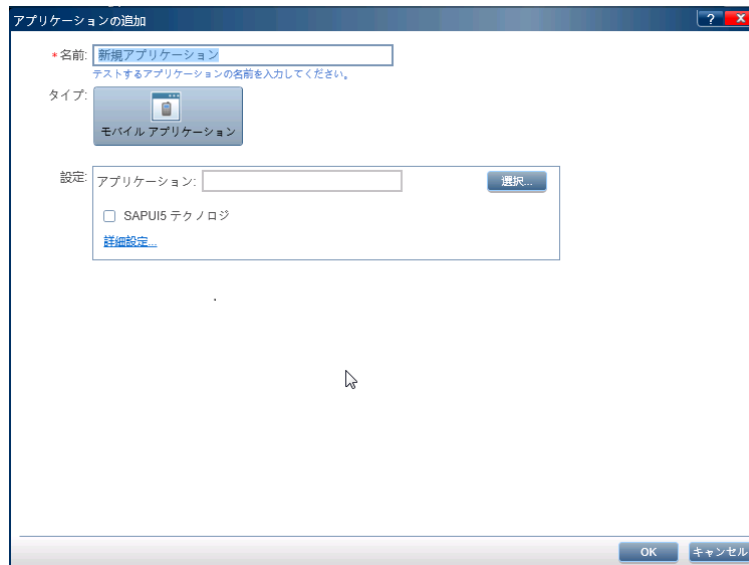 アプリケーションの追加
?
X
*名前: 新規アプリケーション
テストするアプリケーションの名前を入力してください。
タイプ:
モバイル アプリケーション
設定:
アプリケーション:
選択...
SAPUI5 テクノロジ
詳細設定...
OK
キャンセル